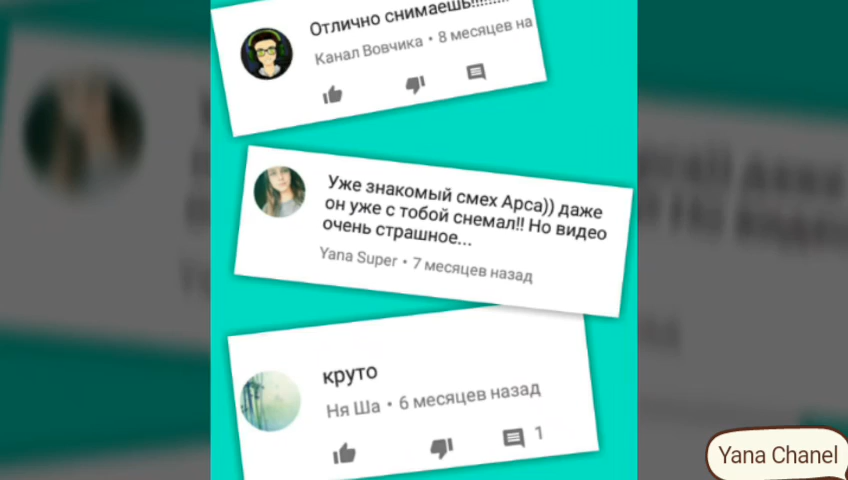 Отлично снимаешь!!!!.....
Канал Вовчика • 8 месяцев на
Уже знакомый смех Арса)) даже
он уже с тобой снемал!! Но видео
очень страшное...
Yana Super • 7 месяцев назад
круто
Ня Ша • 6 месяцев назад
1
Yana Chanel